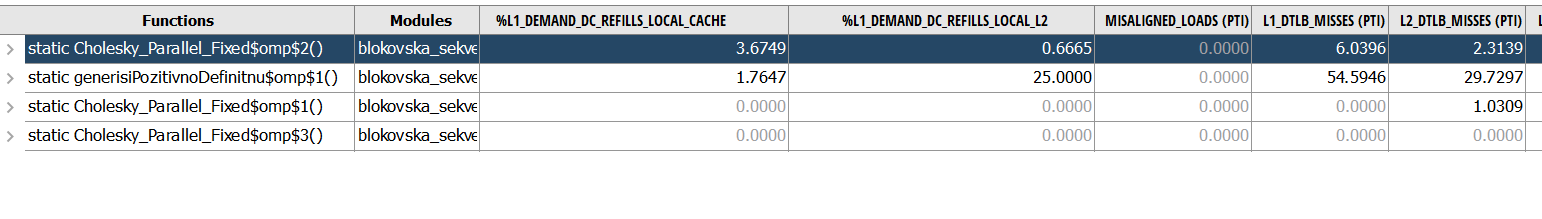 Functions Modules %L1_DEMAND_DC_REFILLS_LOCAL_CACHE %L1_DEMAND_DC_REFILLS_LOCAL_L2 MISALIGNED_LOADS (PTI) L1_DTLB_MISSES (PTI) L2_DTLB_MISSES (PTI)
static Cholesky_Parallel_Fixed$omp$2() blokovska_sekve 3.6749 0.6665 0.0000 6.0396 2.3139
static generisiPozitivnoDefinitnu$omp$1() blokovska_sekve 1.7647 25.0000 0.0000 54.5946 29.7297
static Cholesky_Parallel_Fixed$omp$1() blokovska_sekve 0.0000 0.0000 0.0000 0.0000 1.0309
static Cholesky_Parallel_Fixed$omp$3() blokovska_sekve 0.0000 0.0000 0.0000 0.0000 0.0000